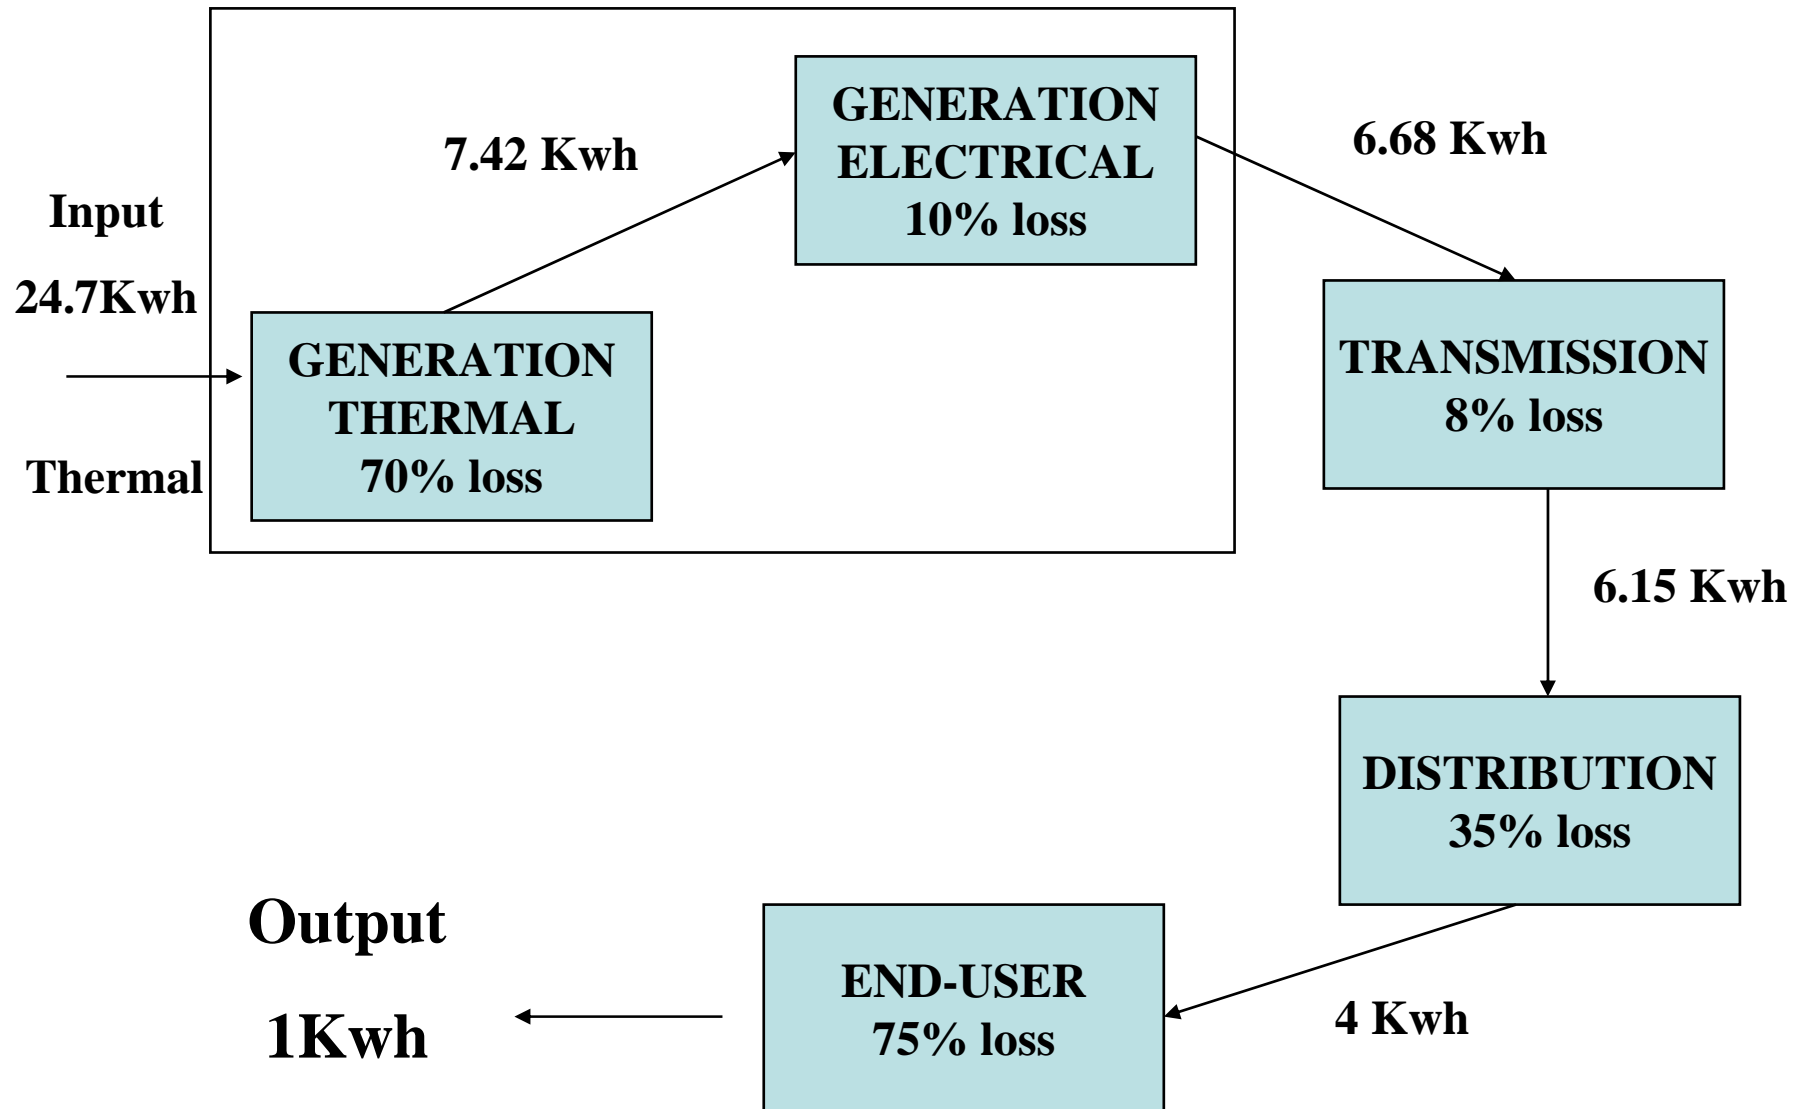 Input
24.7Kwh
Thermal
GENERATION
THERMAL
70% loss
7.42 Kwh
GENERATION
ELECTRICAL
10% loss
6.68 Kwh
TRANSMISSION
8% loss
6.15 Kwh
DISTRIBUTION
35% loss
4 Kwh
END-USER
75% loss
Output
1Kwh